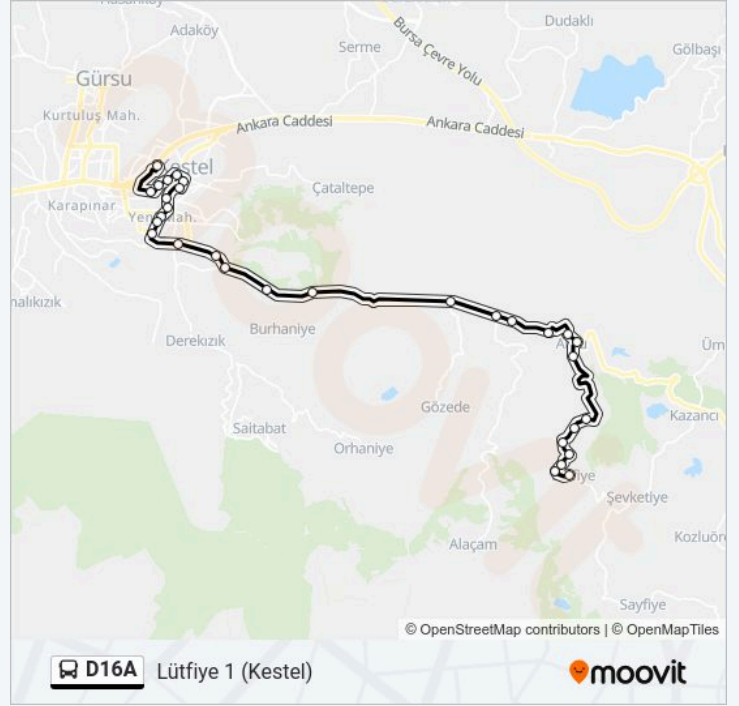 Adaköy
Dudaklı
Serme
Bursa Çevre Yolu
Gölbaşı
Gürsu
Kurtuluş Mah.
Ankara Caddesi
Ankara Caddesi
Kestel
Çataltepe
Karapınar
Yeni Mah.
Burhaniye
Derekızık
Gözede
Kazancı
Saitabat
Orhaniye
Şevketiye
Alaçam
Sayfiye
© OpenStreetMap contributors | © OpenMapTiles
D16A Lütfiye 1 (Kestel)
moovit